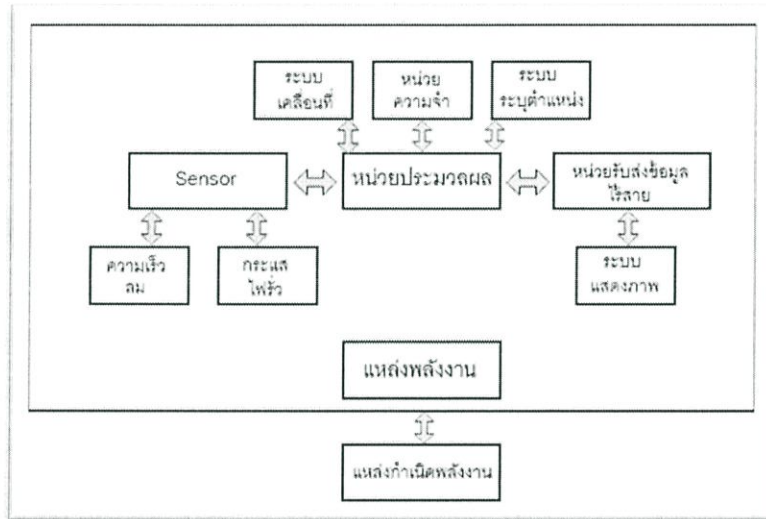 ระบบ
เคลื่อนที่
หน่วย
ความจำ
ระบบ
ระบุตำแหน่ง
Sensor
หน่วยประมวลผล
หน่วยรับส่งข้อมูล
ไร้สาย
ความเร็ว
ลม
กระแส
ไฟรั่ว
ระบบ
แสดงภาพ
แหล่งพลังงาน
แหล่งกำเนิดพลังงาน